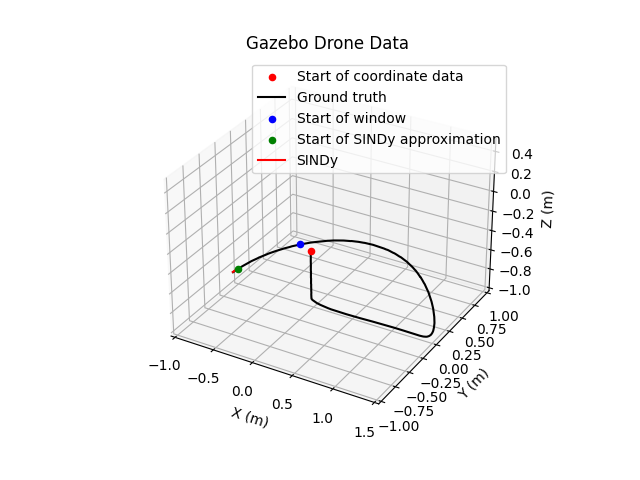 Gazebo Drone Data
Start of coordinate data
Ground truth
Start of window
Start of SINDy approximation
SINDy
0.4
0.2
0.0
−0.2
−0.4
−0.6
−0.8
−1.0
Z (m)
1.00
0.75
0.50
0.25
0.00
−0.25
−0.50
−0.75
−1.00
Y (m)
−1.0
−0.5
0.0
0.5
1.0
1.5
X (m)